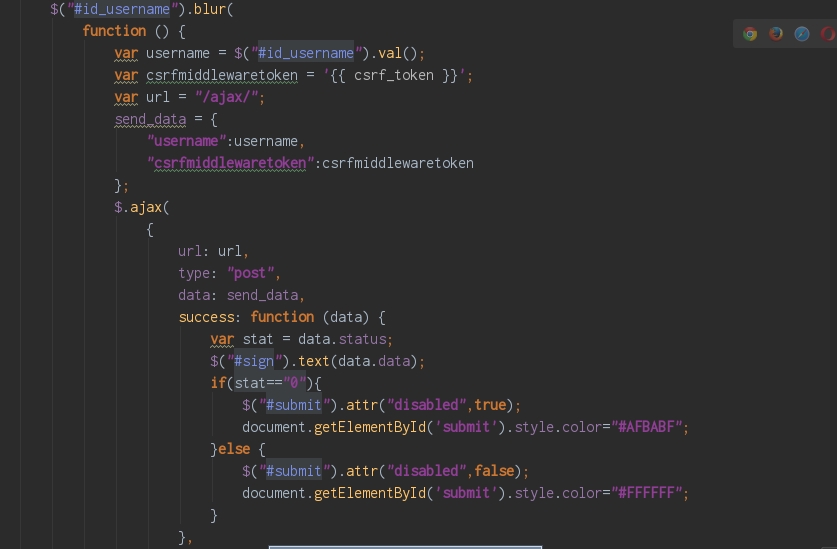 $("#id_username").blur(
function () {
var username = $("#id_username").val();
var csrfmiddlewaretoken = '{{ csrf_token }}';
var url = "/ajax/";
send_data = {
"username":username,
"csrfmiddlewaretoken":csrfmiddlewaretoken
};
$.ajax(
{
url: url,
type: "post",
data: send_data,
success: function (data) {
var stat = data.status;
$("#sign").text(data.data);
if(stat=="0"){
$("#submit").attr("disabled",true);
document.getElementById('submit').style.color="#AFBABF";
}else {
$("#submit").attr("disabled",false);
document.getElementById('submit').style.color="#FFFFFF";
}
},